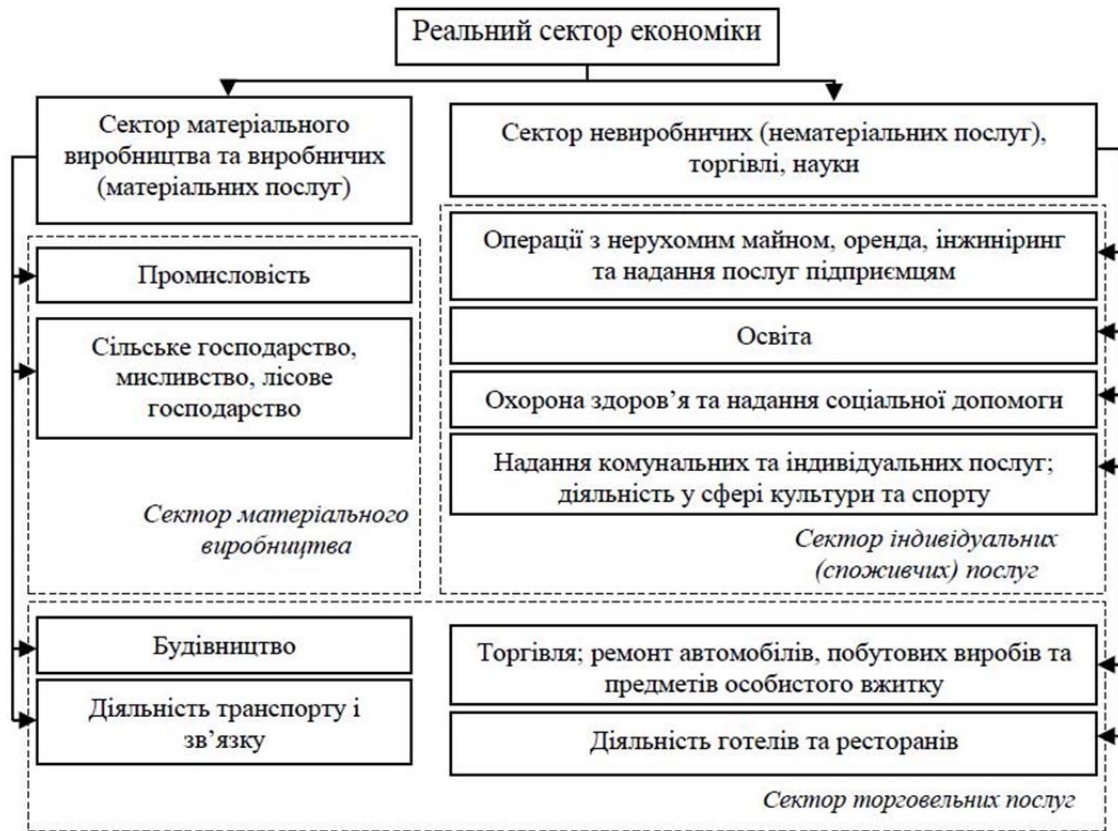 Реальний сектор економіки
Сектор матеріального
виробництва та виробничих
(матеріальних послуг)
Сектор невиробничих (нематеріальних послуг),
торгівлі, науки
Промисловість
Сільське господарство,
мисливство, лісове
господарство
Сектор матеріального
виробництва
Операції з нерухомим майном, оренда, інжиніринг
та надання послуг підприємцям
Освіта
Охорона здоров’я та надання соціальної допомоги
Надання комунальних та індивідуальних послуг;
діяльність у сфері культури та спорту
Сектор індивідуальних
(споживчих) послуг
Будівництво
Діяльність транспорту і
зв’язку
Торгівля; ремонт автомобілів, побутових виробів та
предметів особистого вжитку
Діяльність готелів та ресторанів
Сектор торговельних послуг